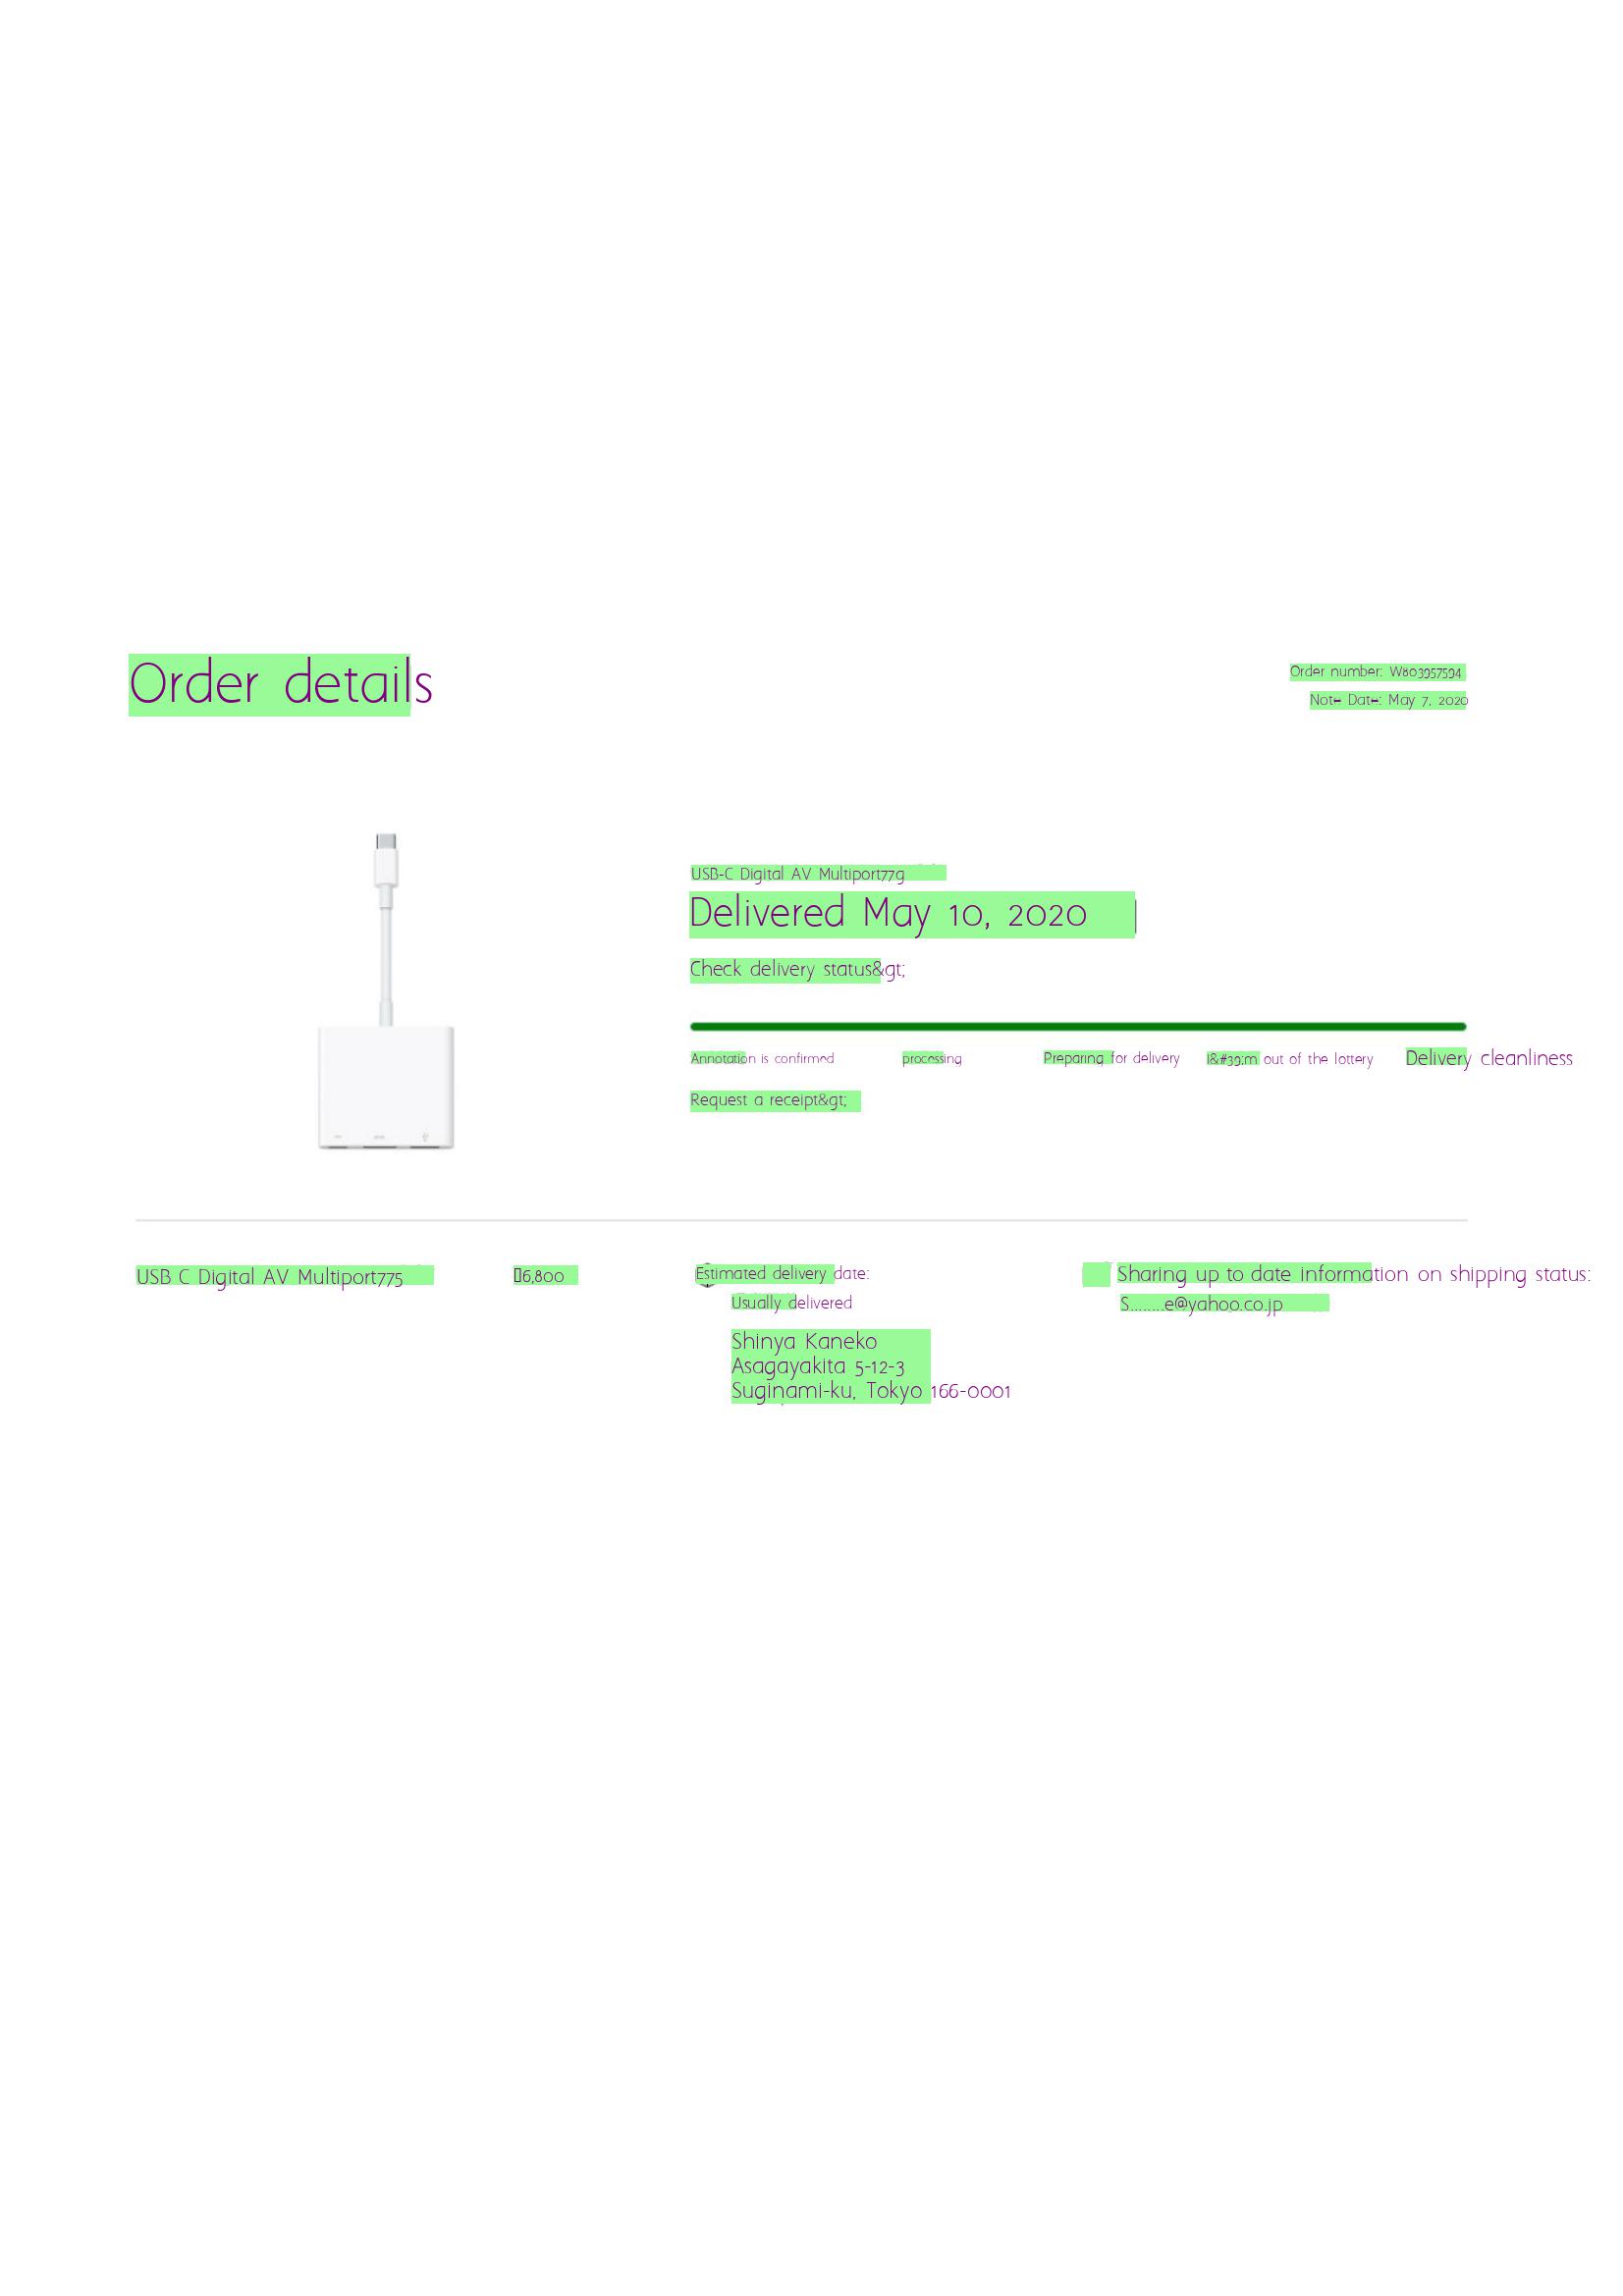 Order details
Order number: W803957594
Note Date: May 7, 2020
USB-C Digital AV Multiport77g
Delivered May 10, 2020
Check delivery status&gt;
Annotation is confirmed processing Preparing for delivery I&#39;m out of the lottery Delivery cleanliness
Request a receipt&gt;
USB C Digital AV Multiport775 6,800
Estimated delivery date:
Usually delivered
Shinya Kaneko
Asagayakita 5-12-3
Suginami-ku, Tokyo 166-0001
Sharing up to date information on shipping status:
S........e@yahoo.co.jp